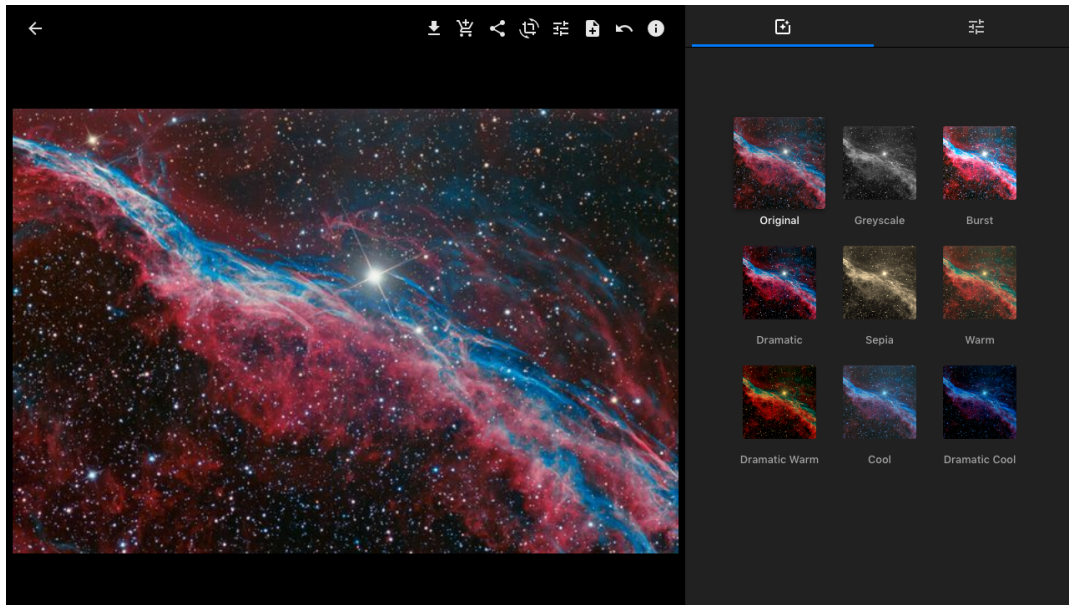 Original
Greyscale
Burst
Dramatic
Sepia
Warm
Dramatic Warm
Cool
Dramatic Cool